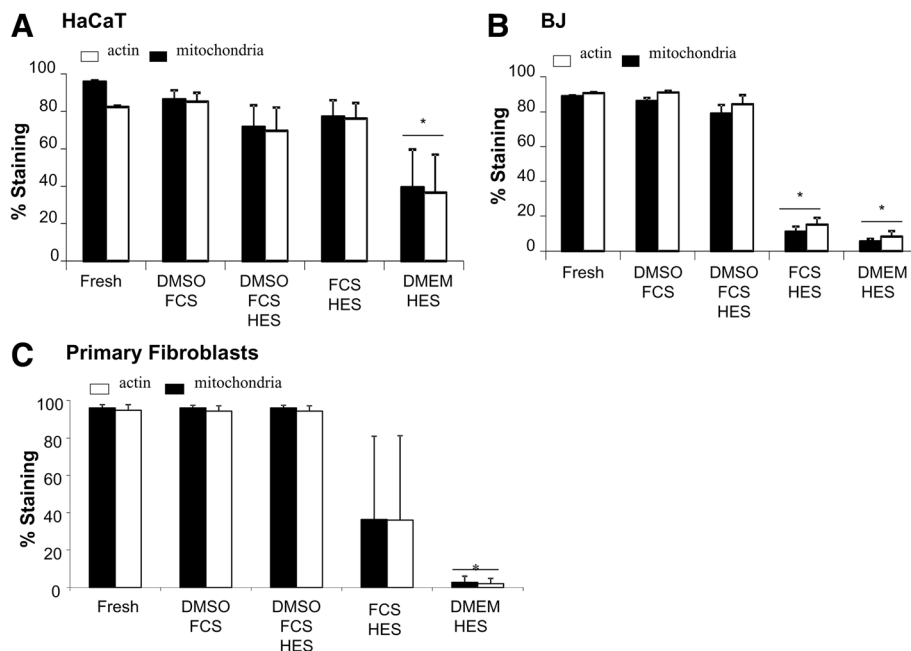 A HaCaT
actin mitochondria
100
80
60
40
20
0
% Staining
*
Fresh DMSO DMSO FCS DMEM
FCS FCS HES HES
HES
B BJ
actin mitochondria
100
80
60
40
20
0
% Staining
* *
Fresh DMSO DMSO FCS DMEM
FCS FCS HES HES
HES
C Primary Fibroblasts
actin mitochondria
100
80
60
40
20
0
% Staining
*
Fresh DMSO DMSO FCS DMEM
FCS FCS HES HES
HES